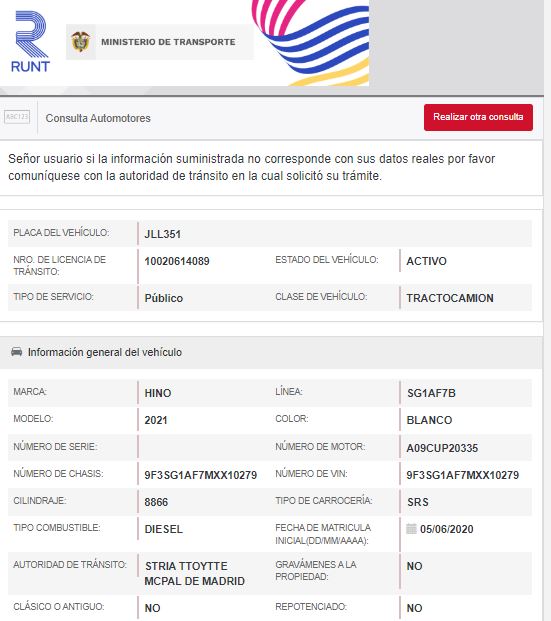 RUNT
MINISTERIO DE TRANSPORTE
ABC123
Consulta Automotores
Realizar otra consulta
Señor usuario si la información suministrada no corresponde con sus datos reales por favor
comuníquese con la autoridad de tránsito en la cual solicitó su trámite.
PLACA DEL VEHÍCULO: JLL351
NRO. DE LICENCIA DE
TRÁNSITO: 10020614089 ESTADO DEL VEHÍCULO: ACTIVO
TIPO DE SERVICIO: Público CLASE DE VEHÍCULO: TRACTOCAMION
Información general del vehículo
MARCA: HINO LÍNEA: SG1AF7B
MODELO: 2021 COLOR: BLANCO
NÚMERO DE SERIE: NÚMERO DE MOTOR: A09CUP20335
NÚMERO DE CHASIS: 9F3SG1AF7MXX10279 NÚMERO DE VIN: 9F3SG1AF7MXX10279
CILINDRAJE: 8866 TIPO DE CARROCERÍA: SRS
TIPO COMBUSTIBLE: DIESEL FECHA DE MATRICULA
INICIAL(DD/MM/AAAA): 05/06/2020
AUTORIDAD DE TRÁNSITO: STRIA TTOYTTE
MCPAL DE MADRID GRAVÁMENES A LA
PROPIEDAD: NO
CLÁSICO O ANTIGUO: NO REPOTENCIADO: NO